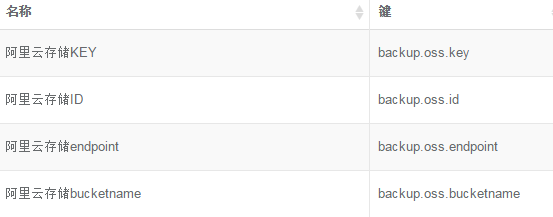 名称 键
阿里云存储KEY backup.oss.key
阿里云存储ID backup.oss.id
阿里云存储endpoint backup.oss.endpoint
阿里云存储bucketname backup.oss.bucketname